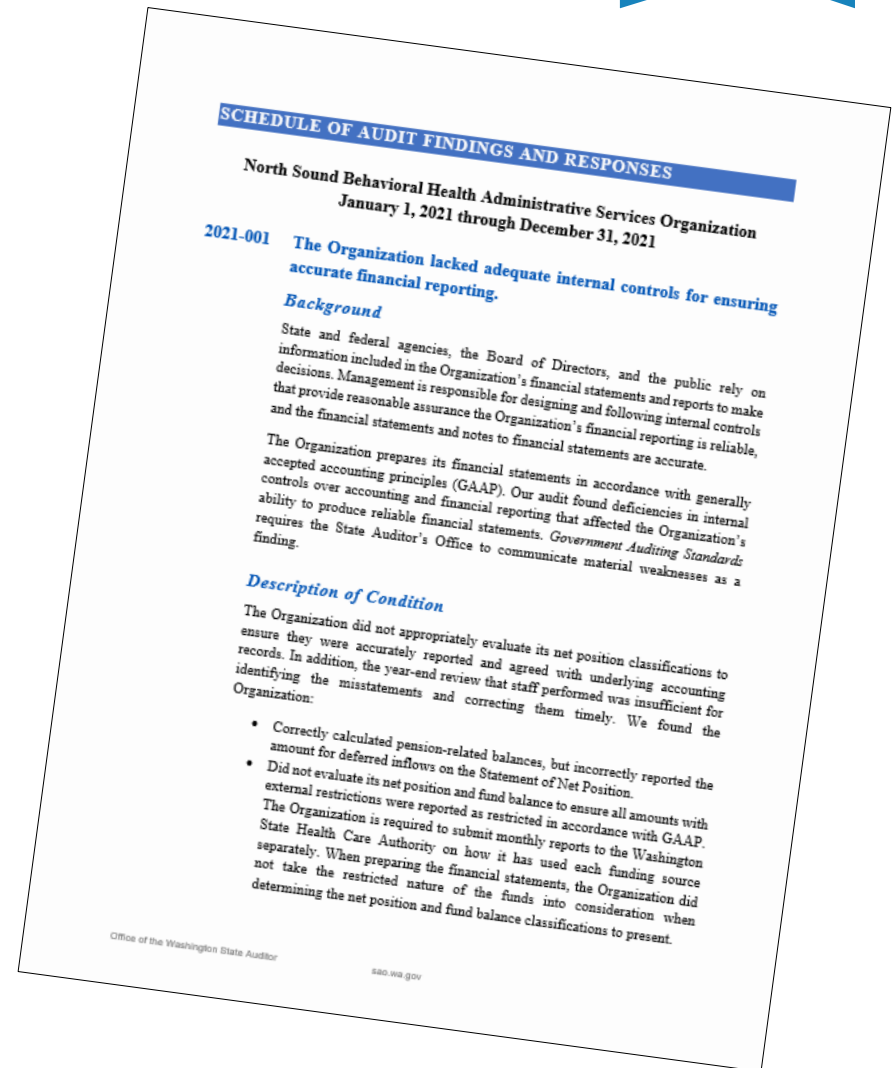 SCHEDULE OF AUDIT FINDINGS AND RESPONSES
North Sound Behavioral Health Administrative Services Organization
January 1, 2021 through December 31, 2021
2021-001 The Organization lacked adequate internal controls for ensuring
accurate financial reporting.
Background
State and federal agencies, the Board of Directors, and the public rely on
information included in the Organization's financial statements and reports to make
decisions. Management is responsible for designing and following internal controls
that provide reasonable assurance the Organization's financial reporting is reliable,
and the financial statements and notes to financial statements are accurate.
The Organization prepares its financial statements in accordance with generally
accepted accounting principles (GAAP). Our audit found deficiencies in internal
controls over accounting and financial reporting that affected the Organization's
ability to produce reliable financial statements. Government Auditing Standards
requires the State Auditor's Office to communicate material weaknesses as a
finding.
Description of Condition
The Organization did not appropriately evaluate its net position classifications to
ensure they were accurately reported and agreed with underlying accounting
records. In addition, the year-end review that staff performed was insufficient for
identifying the misstatements and correcting them timely. We found the
Organization:
• Correctly calculated pension-related balances, but incorrectly reported the
amount for deferred inflows on the Statement of Net Position.
• Did not evaluate its net position and fund balance to ensure all amounts with
external restrictions were reported as restricted in accordance with GAAP.
The Organization is required to submit monthly reports to the Washington
State Health Care Authority on how it has used each funding source
separately. When preparing the financial statements, the Organization did
not take the restricted nature of the funds into consideration when
determining the net position and fund balance classifications to present.
Office of the Washington State Auditor
sao.wa.gov